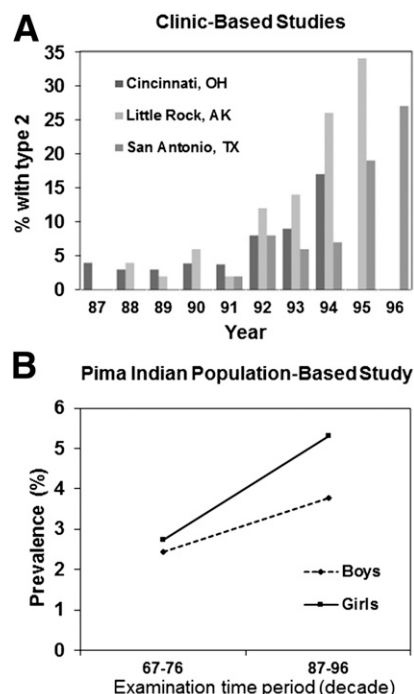 A
Clinic-Based Studies
% with type 2
35
30
25
20
15
10
5
0
Cincinnati, OH
Little Rock, AK
San Antonio, TX
87 88 89 90 91 92 93 94 95 96
Year
B
Pima Indian Population-Based Study
Prevalence (%)
6
5
4
3
2
1
0
Boys
Girls
67-76 87-96
Examination time period (decade)